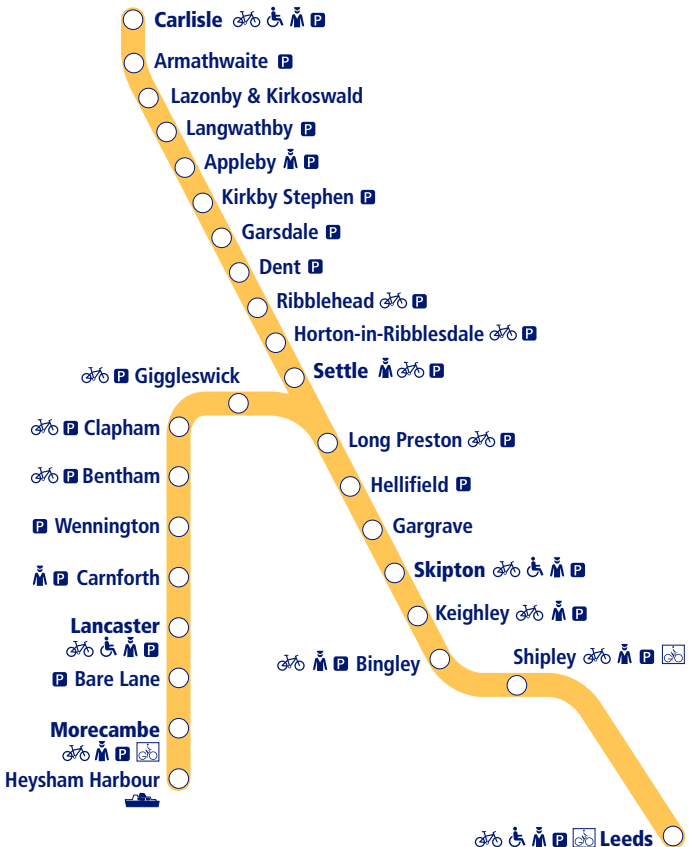 Carlisle P
Armathwaite P
Lazonby & Kirkoswald
Langwathby P
Appleby P
Kirkby Stephen P
Garsdale P
Dent P
Ribblehead P
Horton-in-Ribblesdale P
Settle P
P Giggleswick
P Clapham
Long Preston P
P Bentham
Hellifield P
P Wennington
Gargrave
P Carnforth
Skipton P
Keighley P
Lancaster
P
Shipley P
P Bingley
P Bare Lane
Morecambe
P
Heysham Harbour
P Leeds